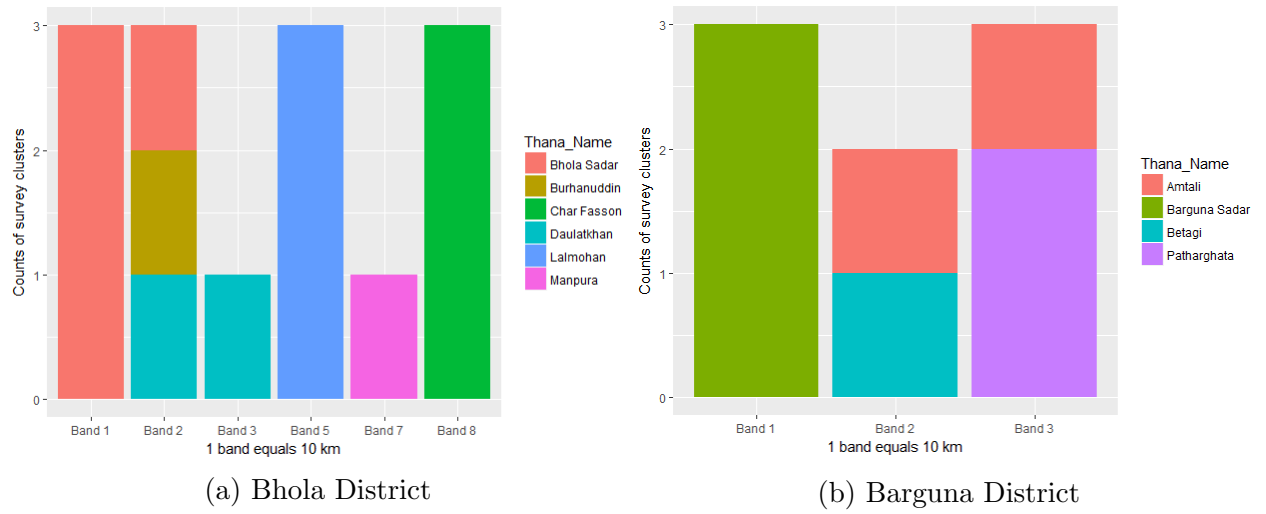 Counts of survey clusters
3
2
1
0
Band 1
Band 2
Band 3
Band 5
Band 7
Band 8
1 band equals 10 km
Thana_Name
Bhola Sadar
Burhanuddin
Char Fasson
Daulatkhan
Lalmohan
Manpura
(a) Bhola District
Counts of survey clusters
3
2
1
0
Band 1
Band 2
Band 3
1 band equals 10 km
Thana_Name
Amtali
Barguna Sadar
Betagi
Patharghata
(b) Barguna District